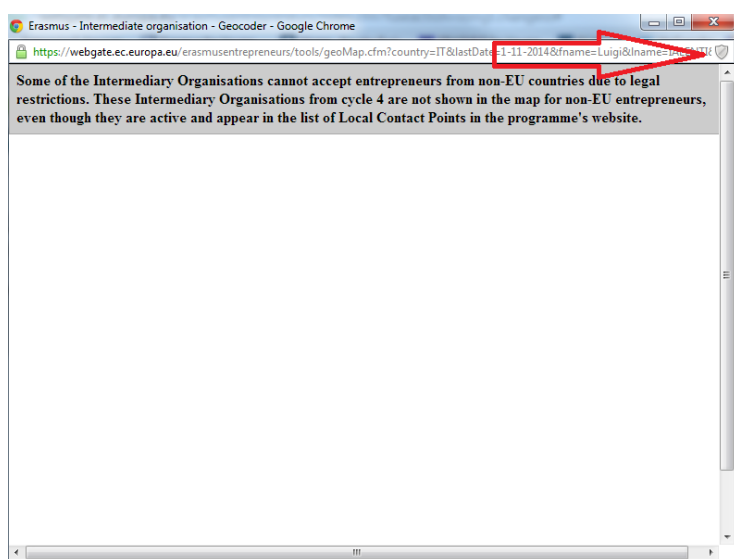 Erasmus - Intermediate organisation - Geocoder - Google Chrome
https://webgate.ec.europa.eu/erasmusentrepreneurs/tools/geoMap.cfm?country=IT&lastDate=1-11-2014&fname=Luigi&lname=
Some of the Intermediary Organisations cannot accept entrepreneurs from non-EU countries due to legal
restrictions. These Intermediary Organisations from cycle 4 are not shown in the map for non-EU entrepreneurs,
even though they are active and appear in the list of Local Contact Points in the programme's website.